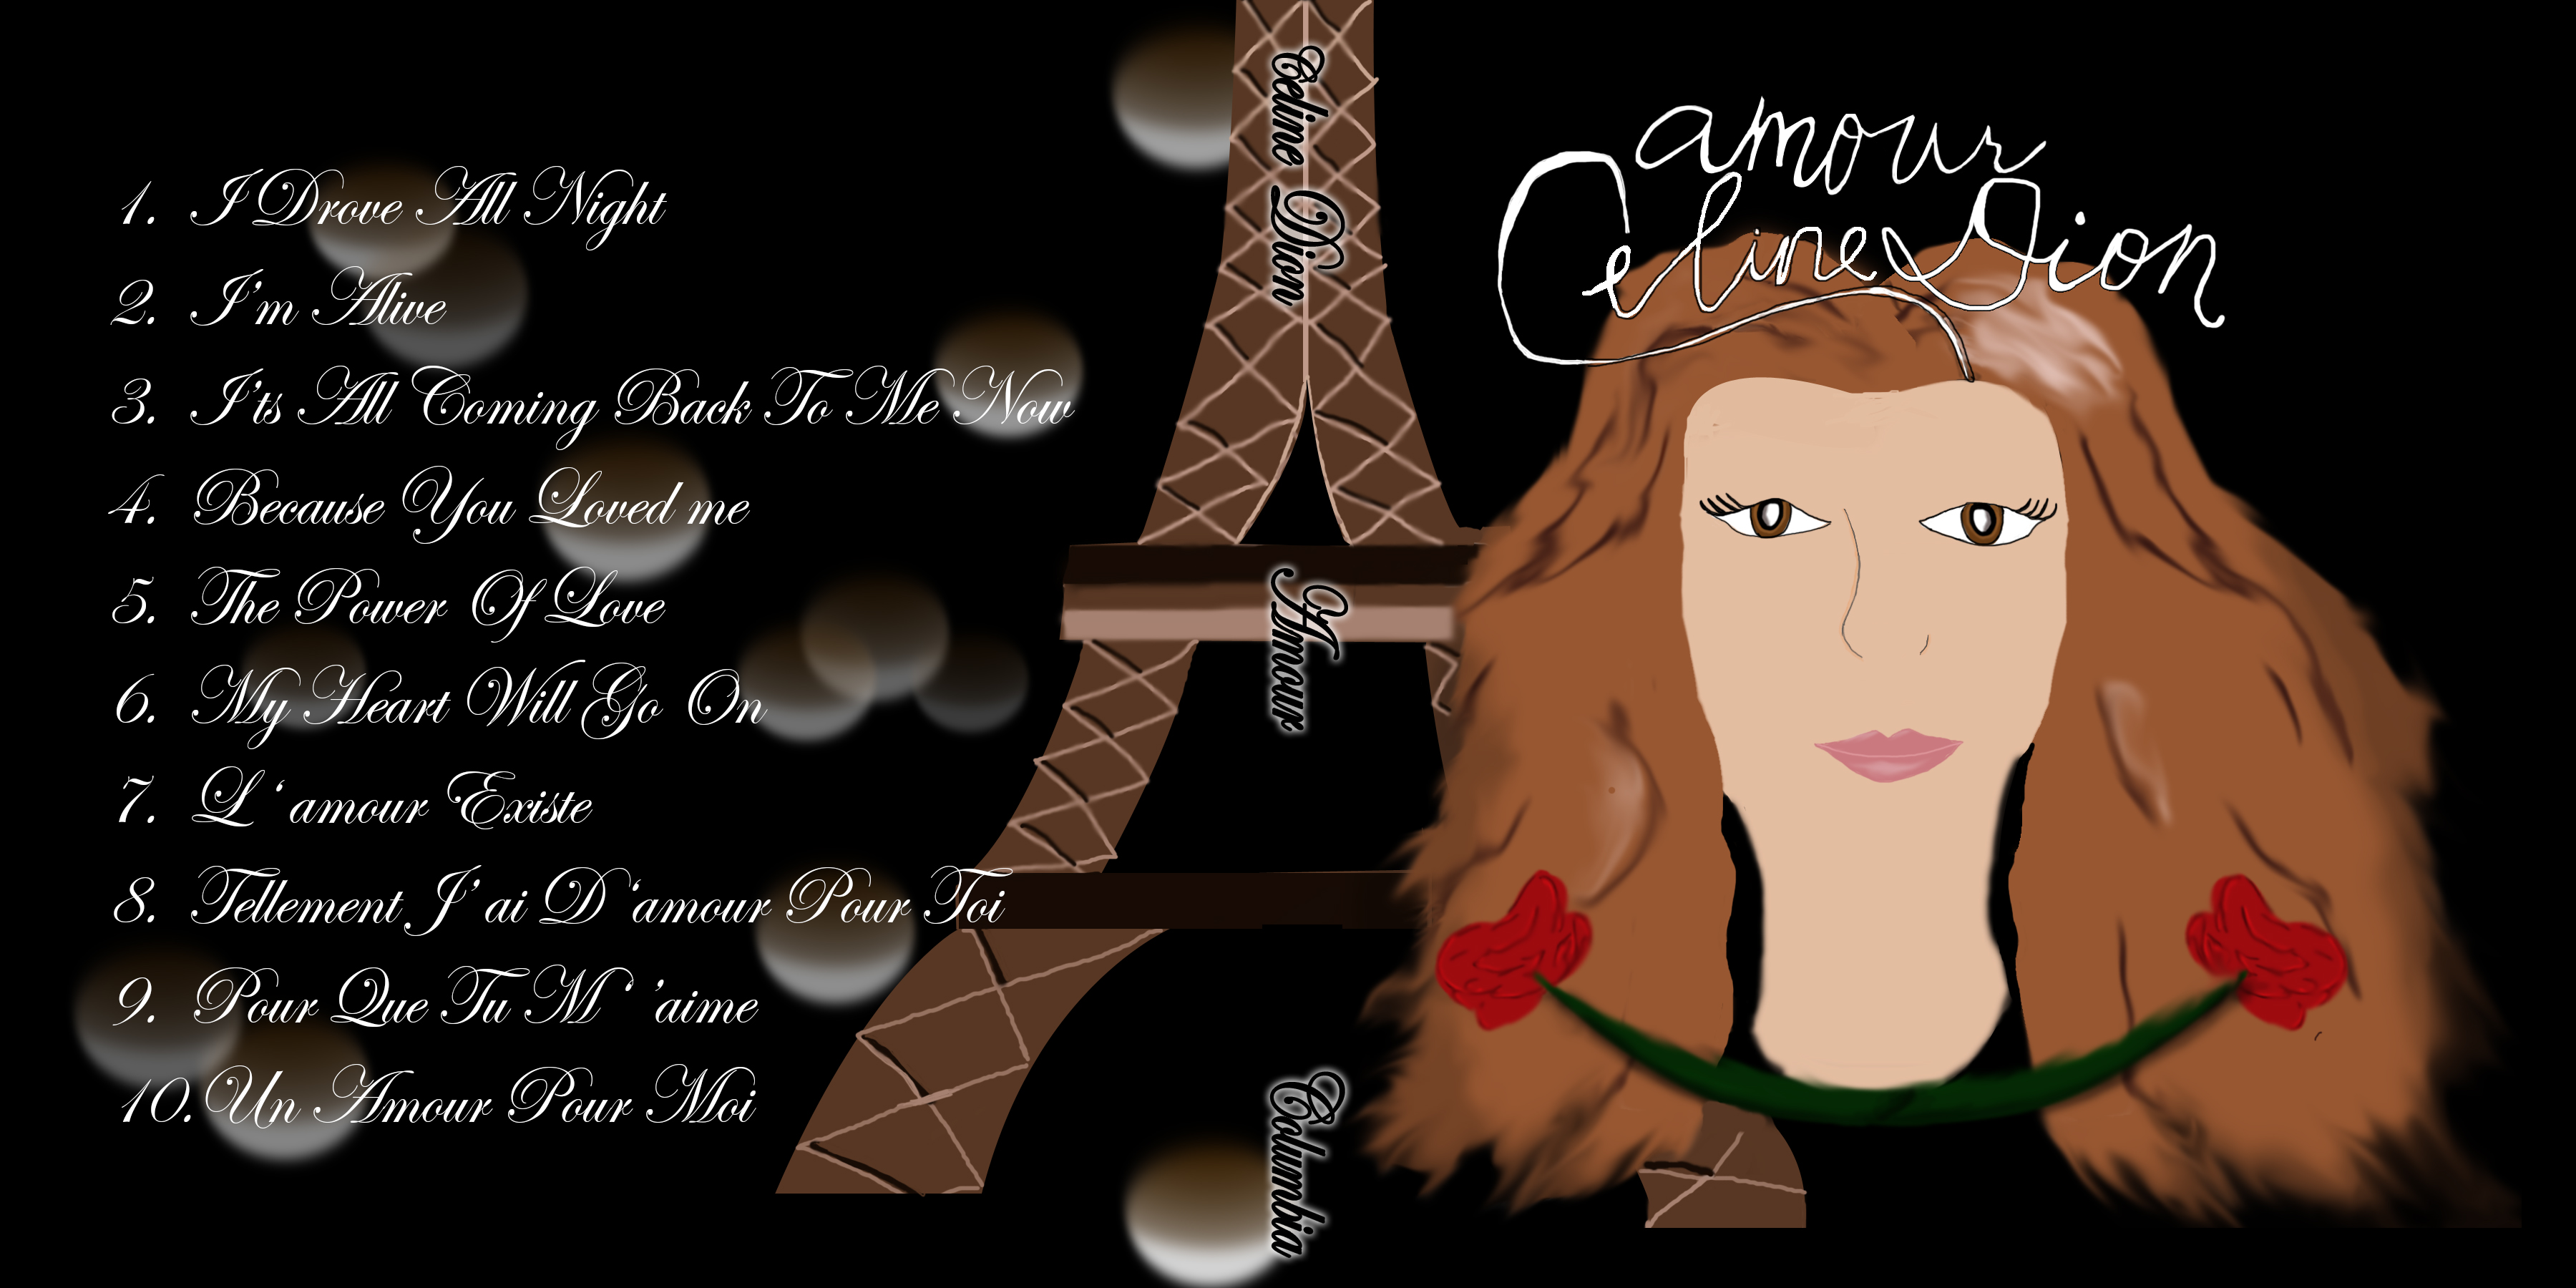 1. I Drove All Night
2. I'm Alive
3. I'ts All Coming Back To Me Now
4. Because You Loved me
5. The Power Of Love
6. My Heart Will Go On
7. L ' amour Existe
8. Tellement J' ai D 'amour Pour Toi
9. Pour Que Tu M ' 'aime
10. Un Amour Pour Moi
Celine Dion
Amour
Columbia
amour
Celine Dion